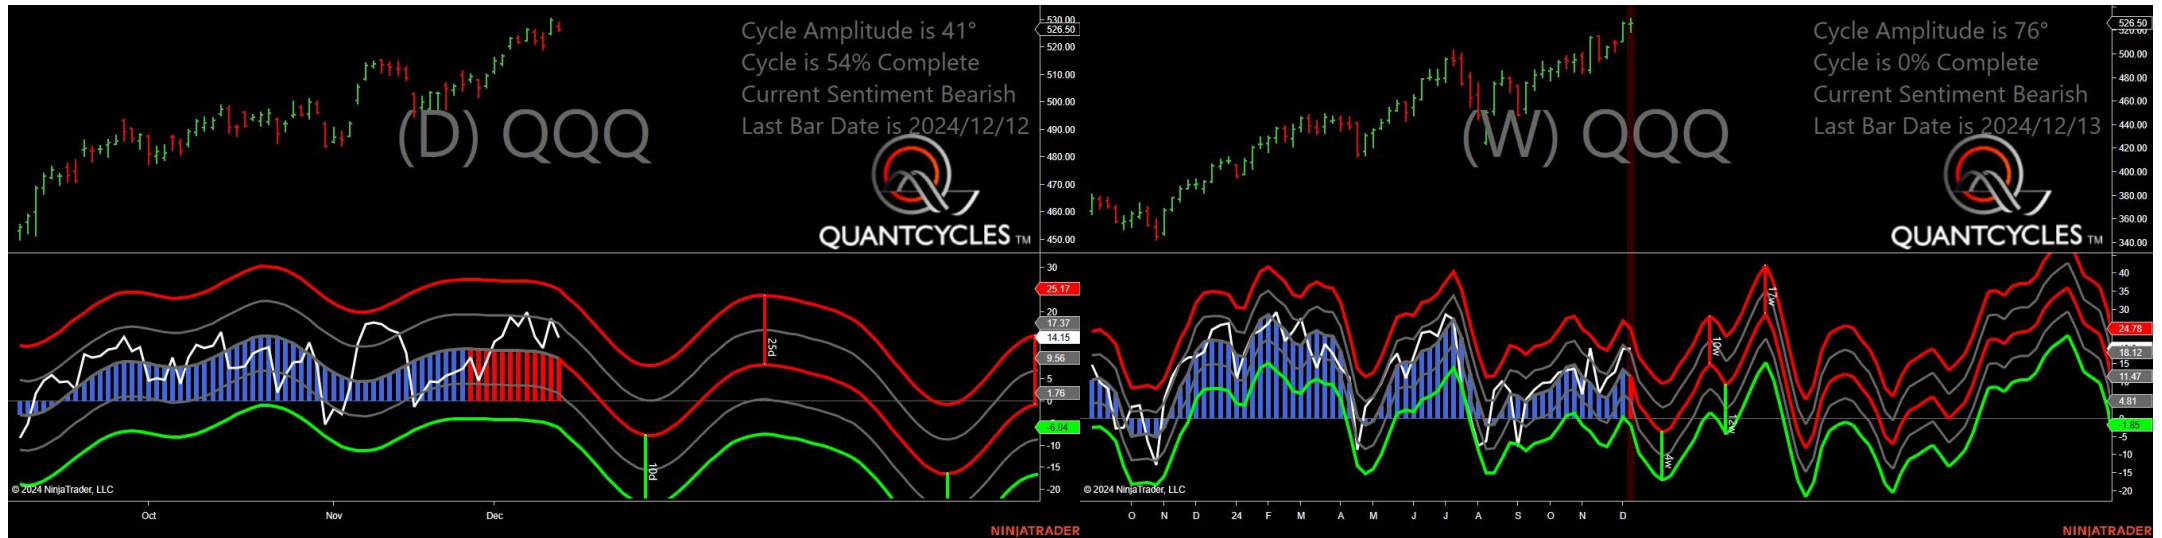 Cycle Amplitude is 41°
Cycle is 54% Complete
Current Sentiment Bearish
Last Bar Date is 2024/12/12
(D) QQQ
QUANTCYCLES TM
530.00
526.50
520.00
510.00
500.00
490.00
480.00
470.00
460.00
450.00
30
25.17
20
17.37
14.15
9.56
5
1.76
0
-6.04
-10
-15
-20
25d
10d
© 2024 NinjaTrader, LLC
Oct Nov Dec
NINJATRADER
Cycle Amplitude is 76°
Cycle is 0% Complete
Current Sentiment Bearish
Last Bar Date is 2024/12/13
(W) QQQ
QUANTCYCLES TM
526.50
520.00
500.00
480.00
460.00
440.00
420.00
400.00
380.00
360.00
340.00
40
35
30
24.78
18.12
15
11.47
4.81
-1.85
-5
-10
-15
-20
4w
10w
12w
17w
© 2024 NinjaTrader, LLC
O N D 24 F M A M J J A S O N D
NINJATRADER